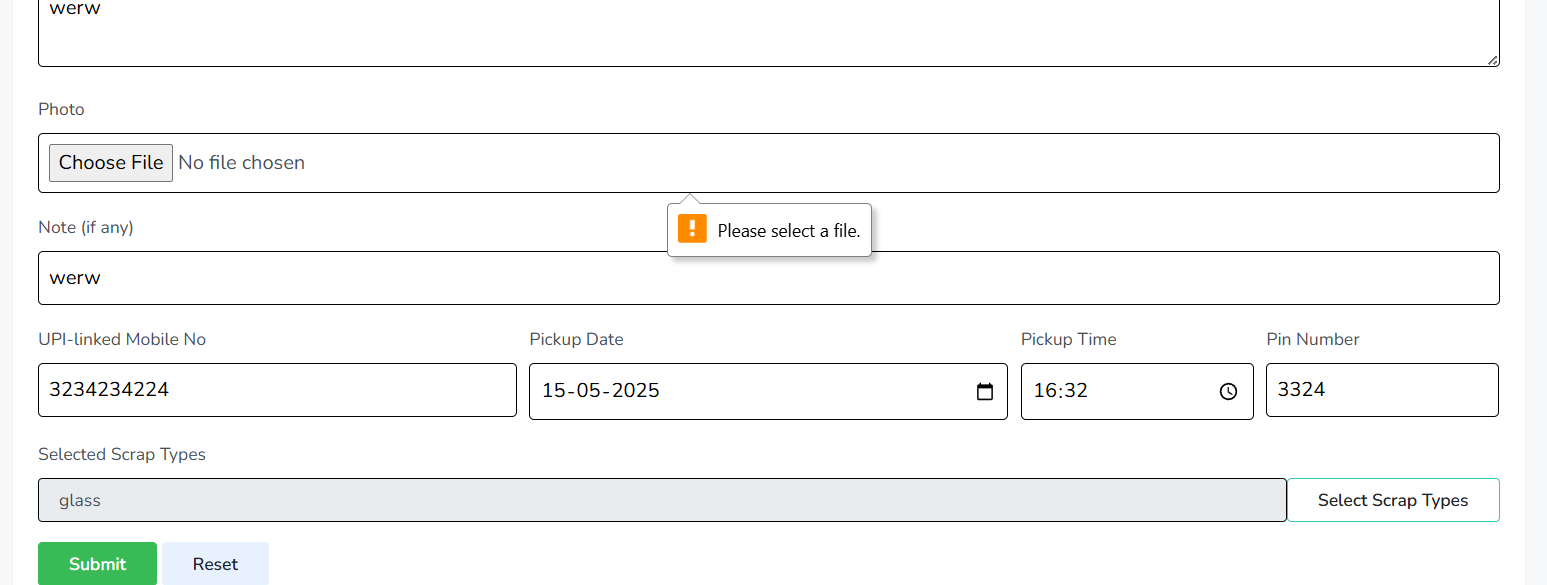 werw
Photo
Choose File No file chosen
Please select a file.
Note (if any)
werw
UPI-linked Mobile No Pickup Date Pickup Time Pin Number
3234234224 15-05-2025 16:32 3324
Selected Scrap Types
glass Select Scrap Types
Submit Reset